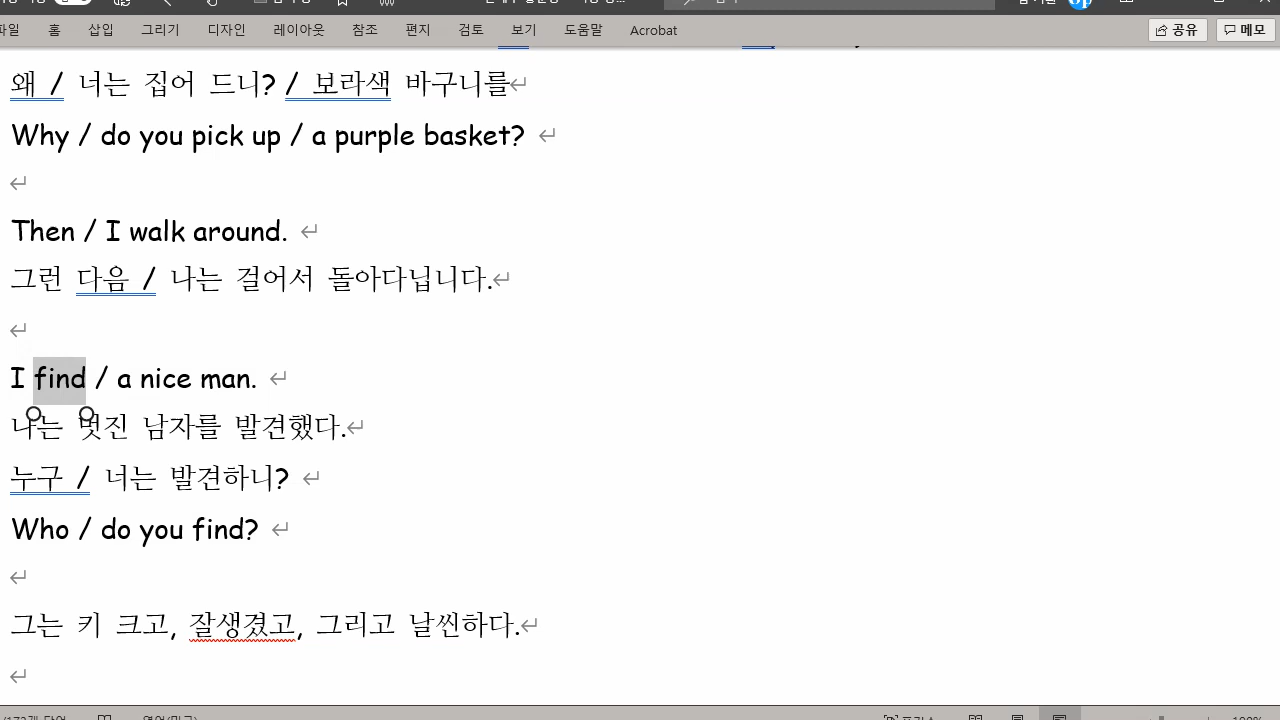 홈 삽입 그리기 디자인 레이아웃 참조 편지 검토 보기 도움말 Acrobat 공유 메모
왜 / 너는 집어 드니? / 보라색 바구니를
Why / do you pick up / a purple basket?
Then / I walk around.
그런 다음 / 나는 걸어서 돌아다닙니다.
I find / a nice man.
나는 멋진 남자를 발견했다.
누구 / 너는 발견하니?
Who / do you find?
그는 키 크고, 잘생겼고, 그리고 날씬하다.